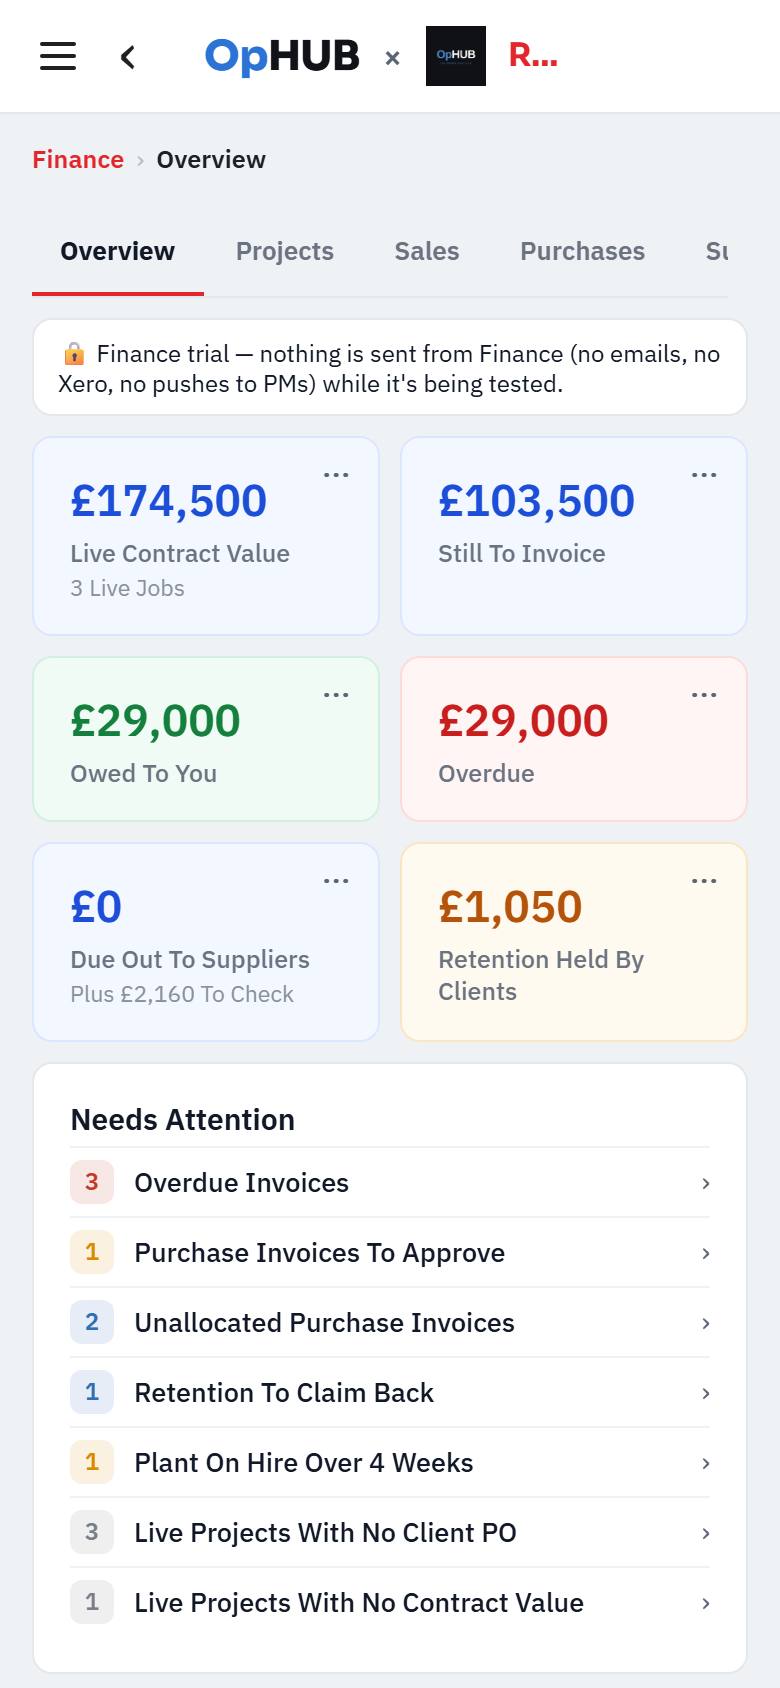 OpHUB × OpHUB R...
Finance › Overview
Overview Projects Sales Purchases Su
🔒 Finance trial — nothing is sent from Finance (no emails, no
Xero, no pushes to PMs) while it's being tested.
£174,500
Live Contract Value
3 Live Jobs
£103,500
Still To Invoice
£29,000
Owed To You
£29,000
Overdue
£0
Due Out To Suppliers
Plus £2,160 To Check
£1,050
Retention Held By
Clients
Needs Attention
3 Overdue Invoices ›
1 Purchase Invoices To Approve ›
2 Unallocated Purchase Invoices ›
1 Retention To Claim Back ›
1 Plant On Hire Over 4 Weeks ›
3 Live Projects With No Client PO ›
1 Live Projects With No Contract Value ›